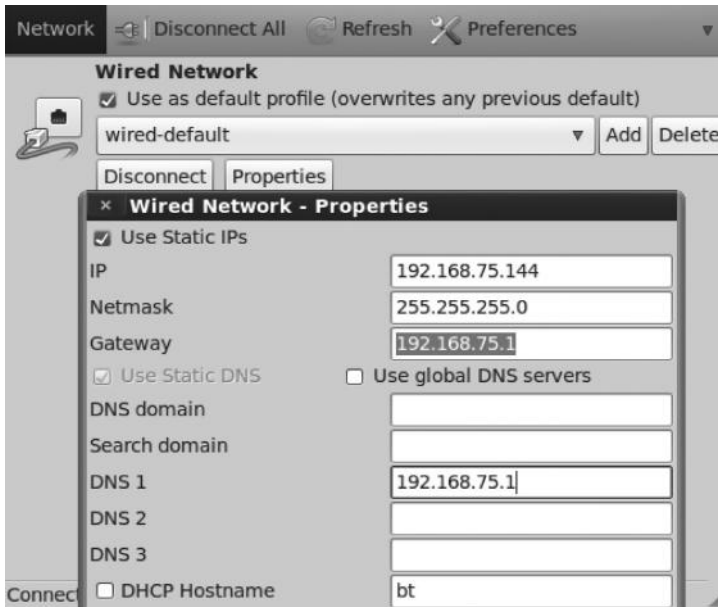 Network Disconnect All Refresh Preferences
Wired Network
Use as default profile (overwrites any previous default)
wired-default Add Delete
Disconnect Properties
× Wired Network - Properties
Use Static IPs
IP 192.168.75.144
Netmask 255.255.255.0
Gateway 192.168.75.1
Use Static DNS Use global DNS servers
DNS domain
Search domain
DNS 1 192.168.75.1
DNS 2
DNS 3
Connect DHCP Hostname bt